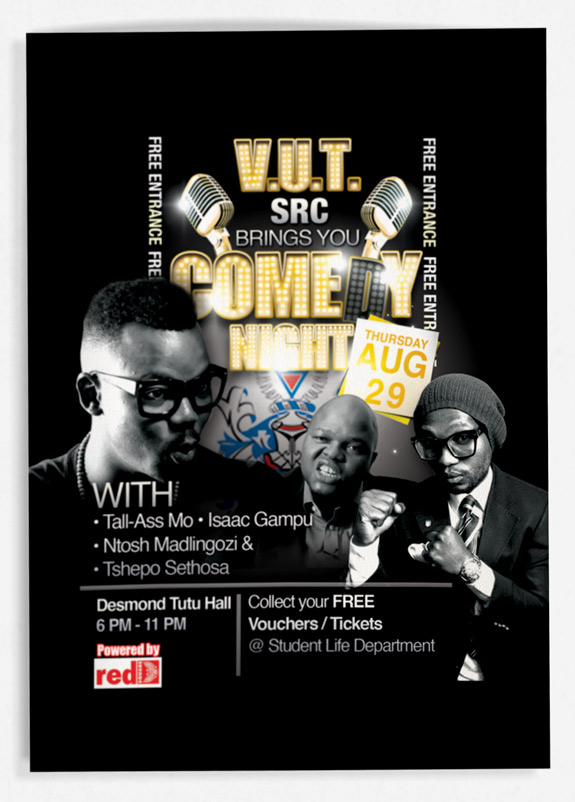 V.U.T.
SRC
BRINGS YOU
COMEDY
NIGHT
FREE ENTRANCE FRE
FREE ENTRANCE FREE ENTR
THURSDAY
AUG
29
WITH:
• Tall-Ass Mo • Isaac Gampu
• Ntosh Madlingozi &
• Tshepo Sethosa
Desmond Tutu Hall
6 PM - 11 PM
Collect your FREE
Vouchers / Tickets
@ Student Life Department
Powered by
red